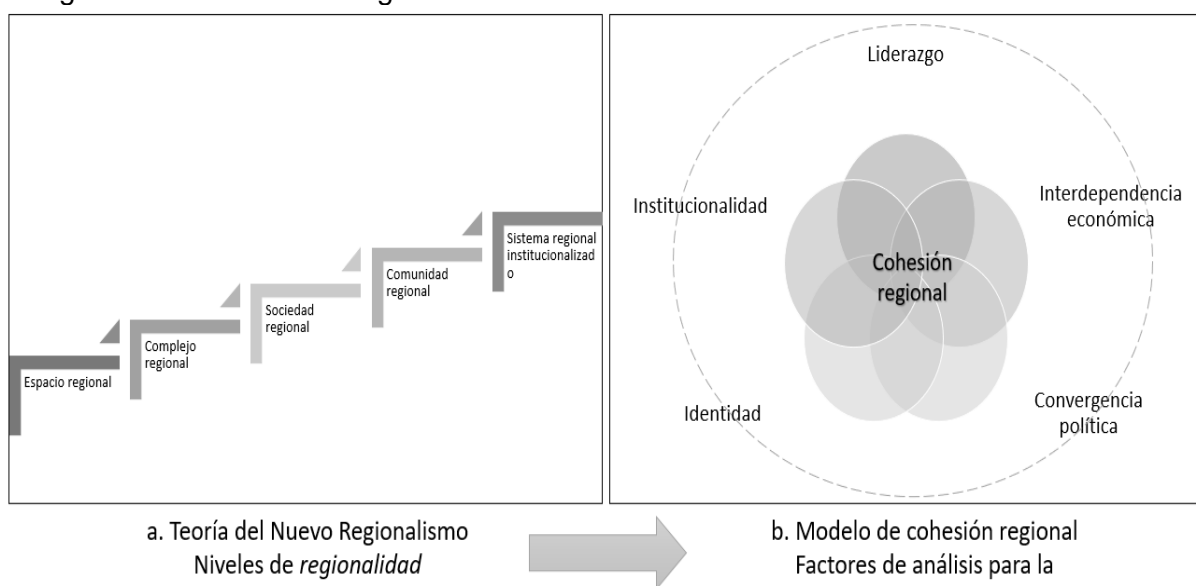 Espacio regional
Complejo
regional
Sociedad
regional
Comunidad
regional
Sistema regional
institucionalizad
o
Liderazgo
Institucionalidad
Interdependencia
económica
Cohesión
regional
Identidad
Convergencia
política
a. Teoría del Nuevo Regionalismo
Niveles de regionalidad
b. Modelo de cohesión regional
Factores de análisis para la